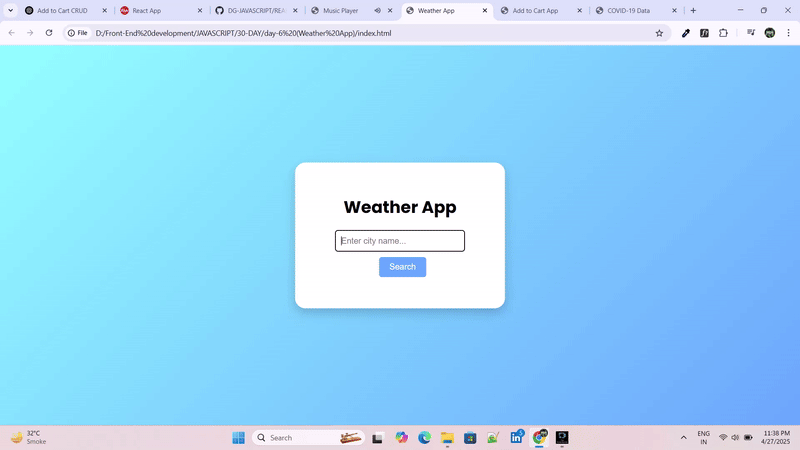 Add to Cart CRUD
React App
DG-JAVASCRIPT/REA
Music Player
Weather App
Add to Cart App
COVID-19 Data
File
D:/Front-End%20development/JAVASCRIPT/30-DAY/day-6%20(Weather%20App)/index.html
Weather App
Enter city name...
Search
32°C
Smoke
Search
ENG
IN
11:38 PM
4/27/2025